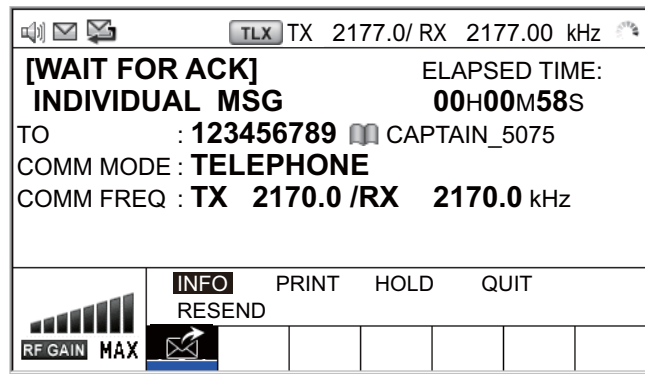 TLX TX 2177.0/ RX 2177.00 kHz
[WAIT FOR ACK] ELAPSED TIME:
INDIVIDUAL MSG 00H00M58S
TO : 123456789 CAPTAIN_5075
COMM MODE : TELEPHONE
COMM FREQ : TX 2170.0 /RX 2170.0 kHz
INFO PRINT HOLD QUIT
RESEND
RF GAIN MAX